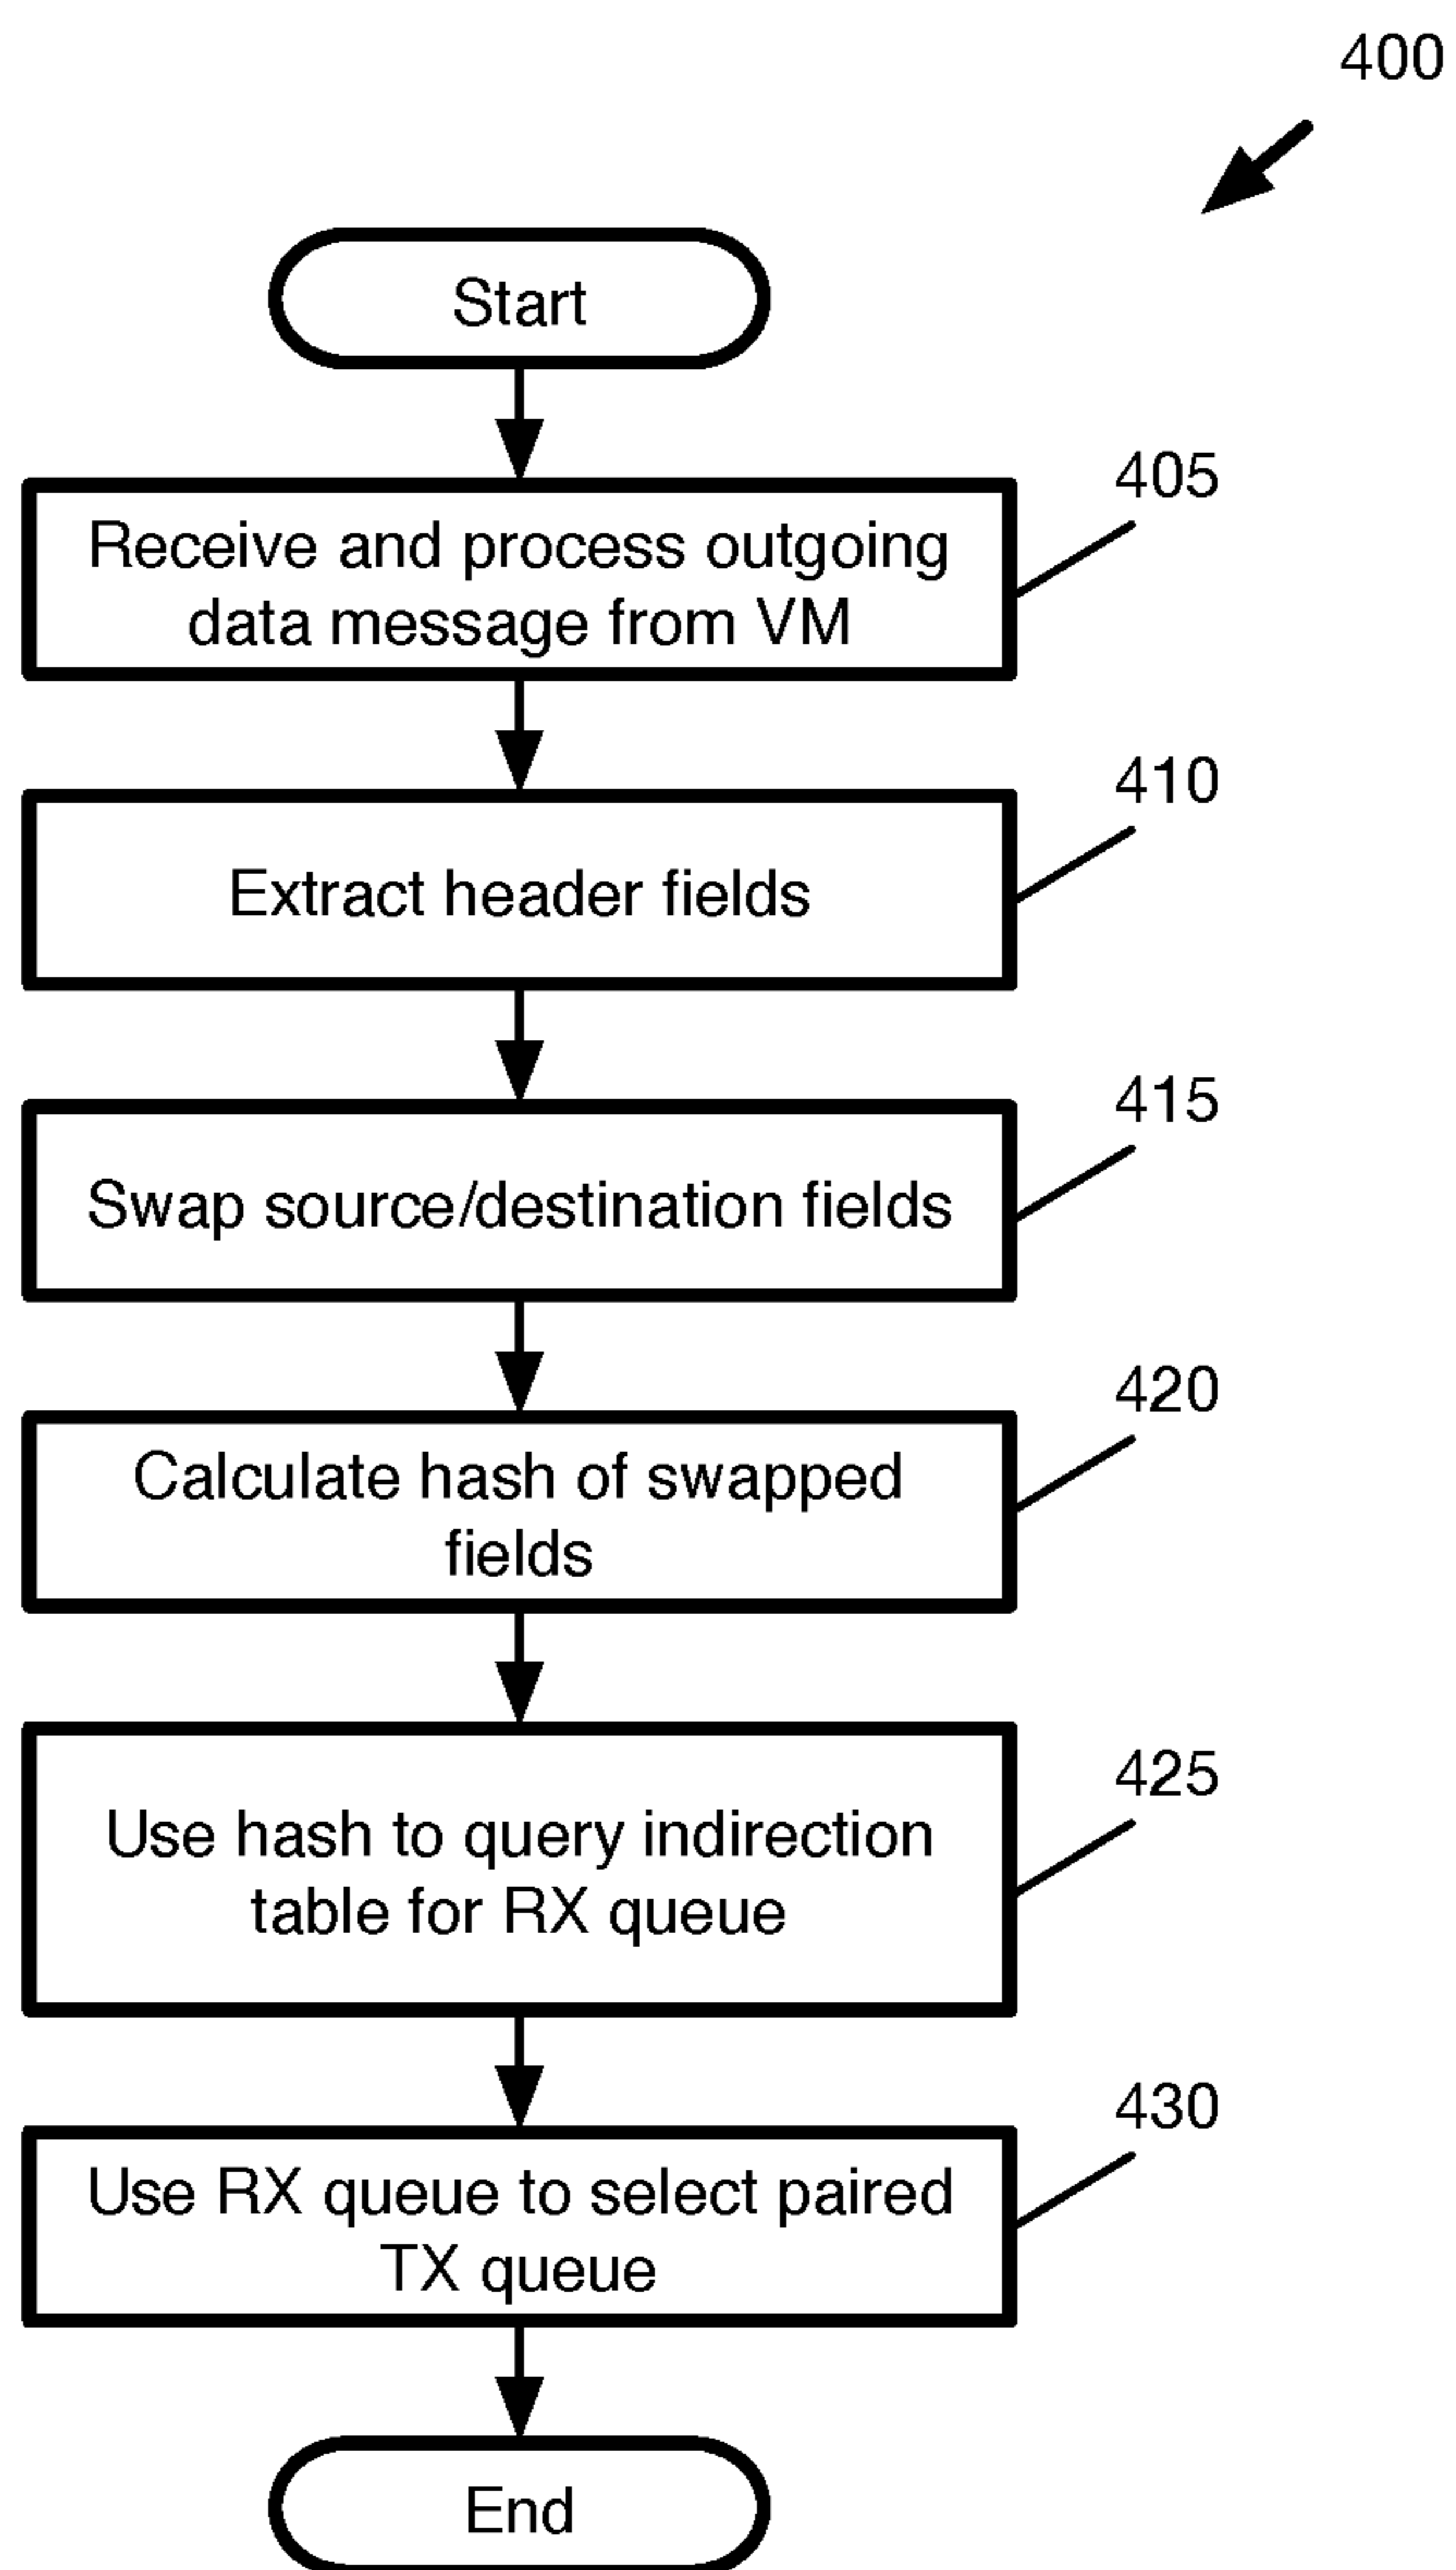 400
Start
405
Receive and process outgoing
data message from VM
410
Extract header fields
415
Swap source/destination fields
420
Calculate hash of swapped
fields
425
Use hash to query indirection
table for RX queue
430
Use RX queue to select paired
TX queue
End